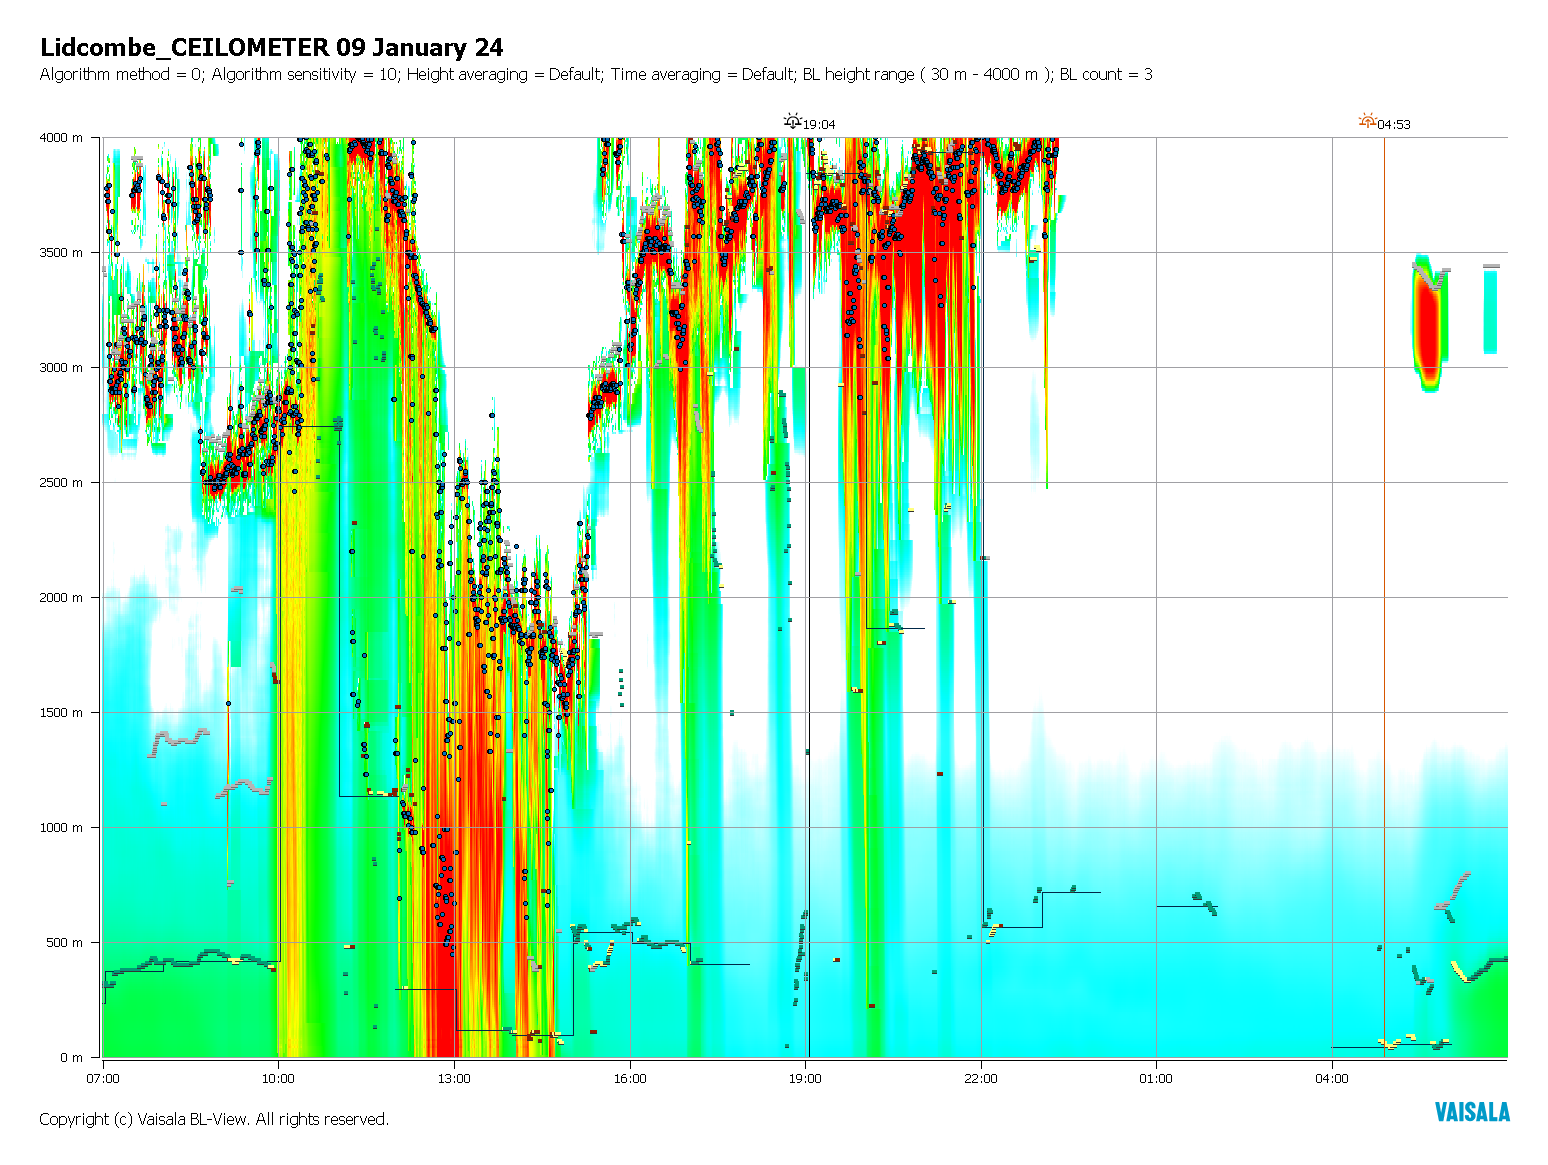 Lidcombe_CEILOMETER 09 January 24
Algorithm method = 0; Algorithm sensitivity = 10; Height averaging = Default; Time averaging = Default; BL height range ( 30 m - 4000 m ); BL count = 3
19:04
04:53
4000 m
3500 m
3000 m
2500 m
2000 m
1500 m
1000 m
500 m
0 m
07:00 10:00 13:00 16:00 19:00 22:00 01:00 04:00
Copyright (c) Vaisala BL-View. All rights reserved.
VAISALA